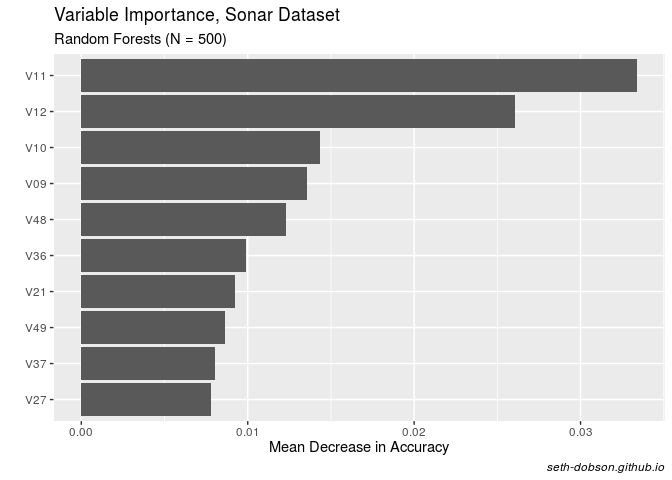 Variable Importance, Sonar Dataset
Random Forests (N = 500)
V11
V12
V10
V09
V48
V36
V21
V49
V37
V27
0.00 0.01 0.02 0.03
Mean Decrease in Accuracy
seth-dobson.github.io